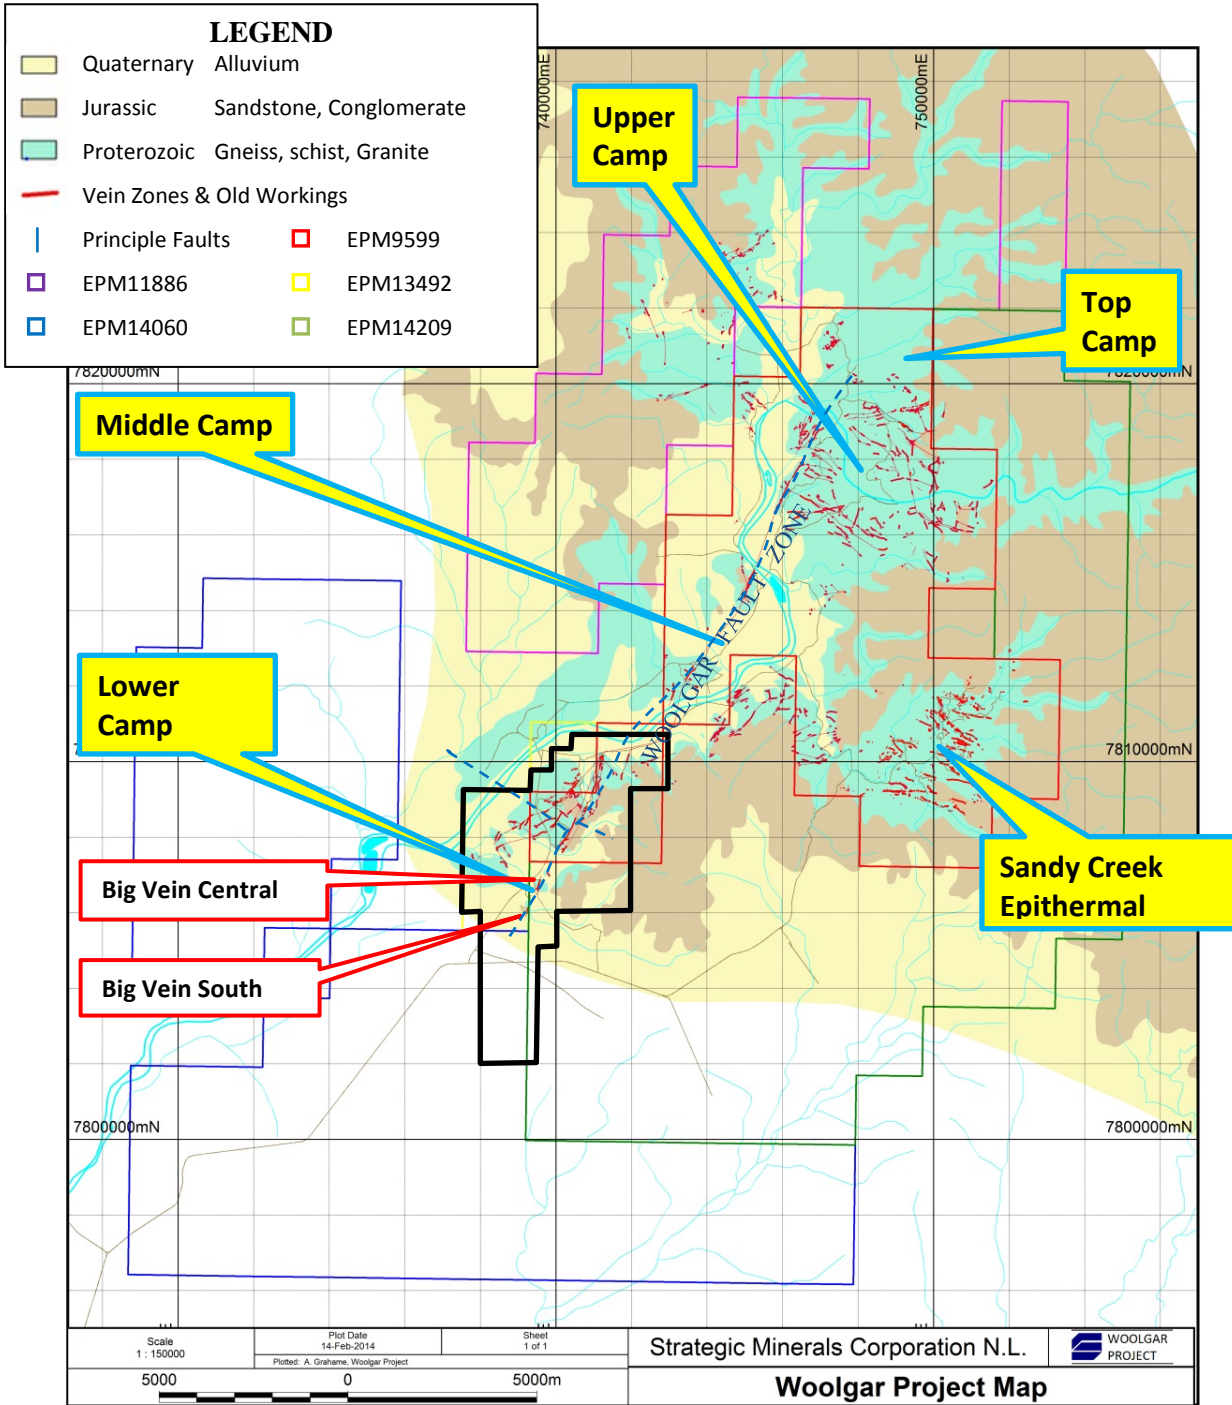 LEGEND
Quaternary Alluvium
Jurassic Sandstone, Conglomerate
Proterozoic Gneiss, schist, Granite
Vein Zones & Old Workings
Principle Faults EPM9599
EPM11886 EPM13492
EPM14060 EPM14209
740000mE
750000mE
Upper
Camp
Top
Camp
7820000mN
Middle Camp
WOOLGAR FAULT ZONE
Lower
Camp
7810000mN
Big Vein Central
Sandy Creek
Epithermal
Big Vein South
7800000mN
7800000mN
Scale
1 : 150000
Plot Date
14-Feb-2014
Sheet
1 of 1
Plotted: A. Grahame, Woolgar Project
Strategic Minerals Corporation N.L.
WOOLGAR
PROJECT
5000 0 5000m
Woolgar Project Map